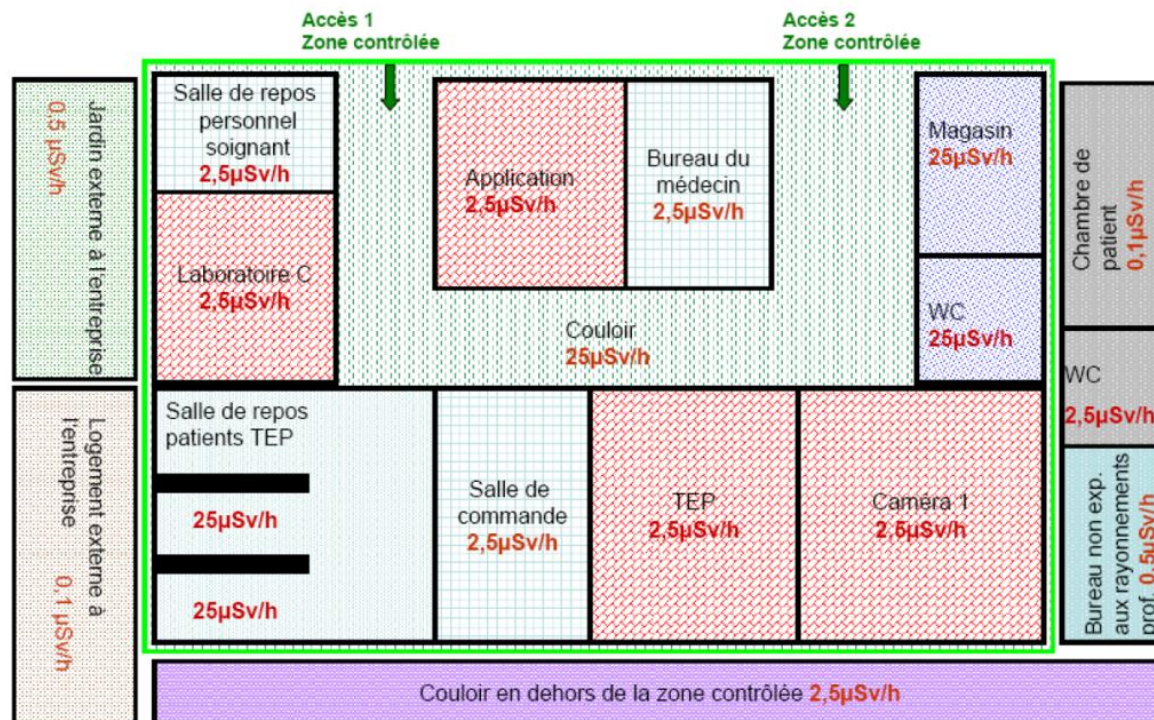 Accès 1
Zone contrôlée
Accès 2
Zone contrôlée
Jardin externe à l'entreprise
0,5 µSv/h
Salle de repos
personnel
soignant
2,5µSv/h
Application
2,5µSv/h
Bureau du
médecin
2,5µSv/h
Magasin
25µSv/h
Chambre de
patient
0,1µSv/h
Laboratoire C
2,5µSv/h
Couloir
25µSv/h
WC
25µSv/h
WC
2,5µSv/h
Logement externe à
l'entreprise
0,1 µSv/h
Salle de repos
patients TEP
25µSv/h
25µSv/h
Salle de
commande
2,5µSv/h
TEP
2,5µSv/h
Caméra 1
2,5µSv/h
Bureau non exp.
aux rayonnements
prof. 0,5µSv/h
Couloir en dehors de la zone contrôlée 2,5µSv/h